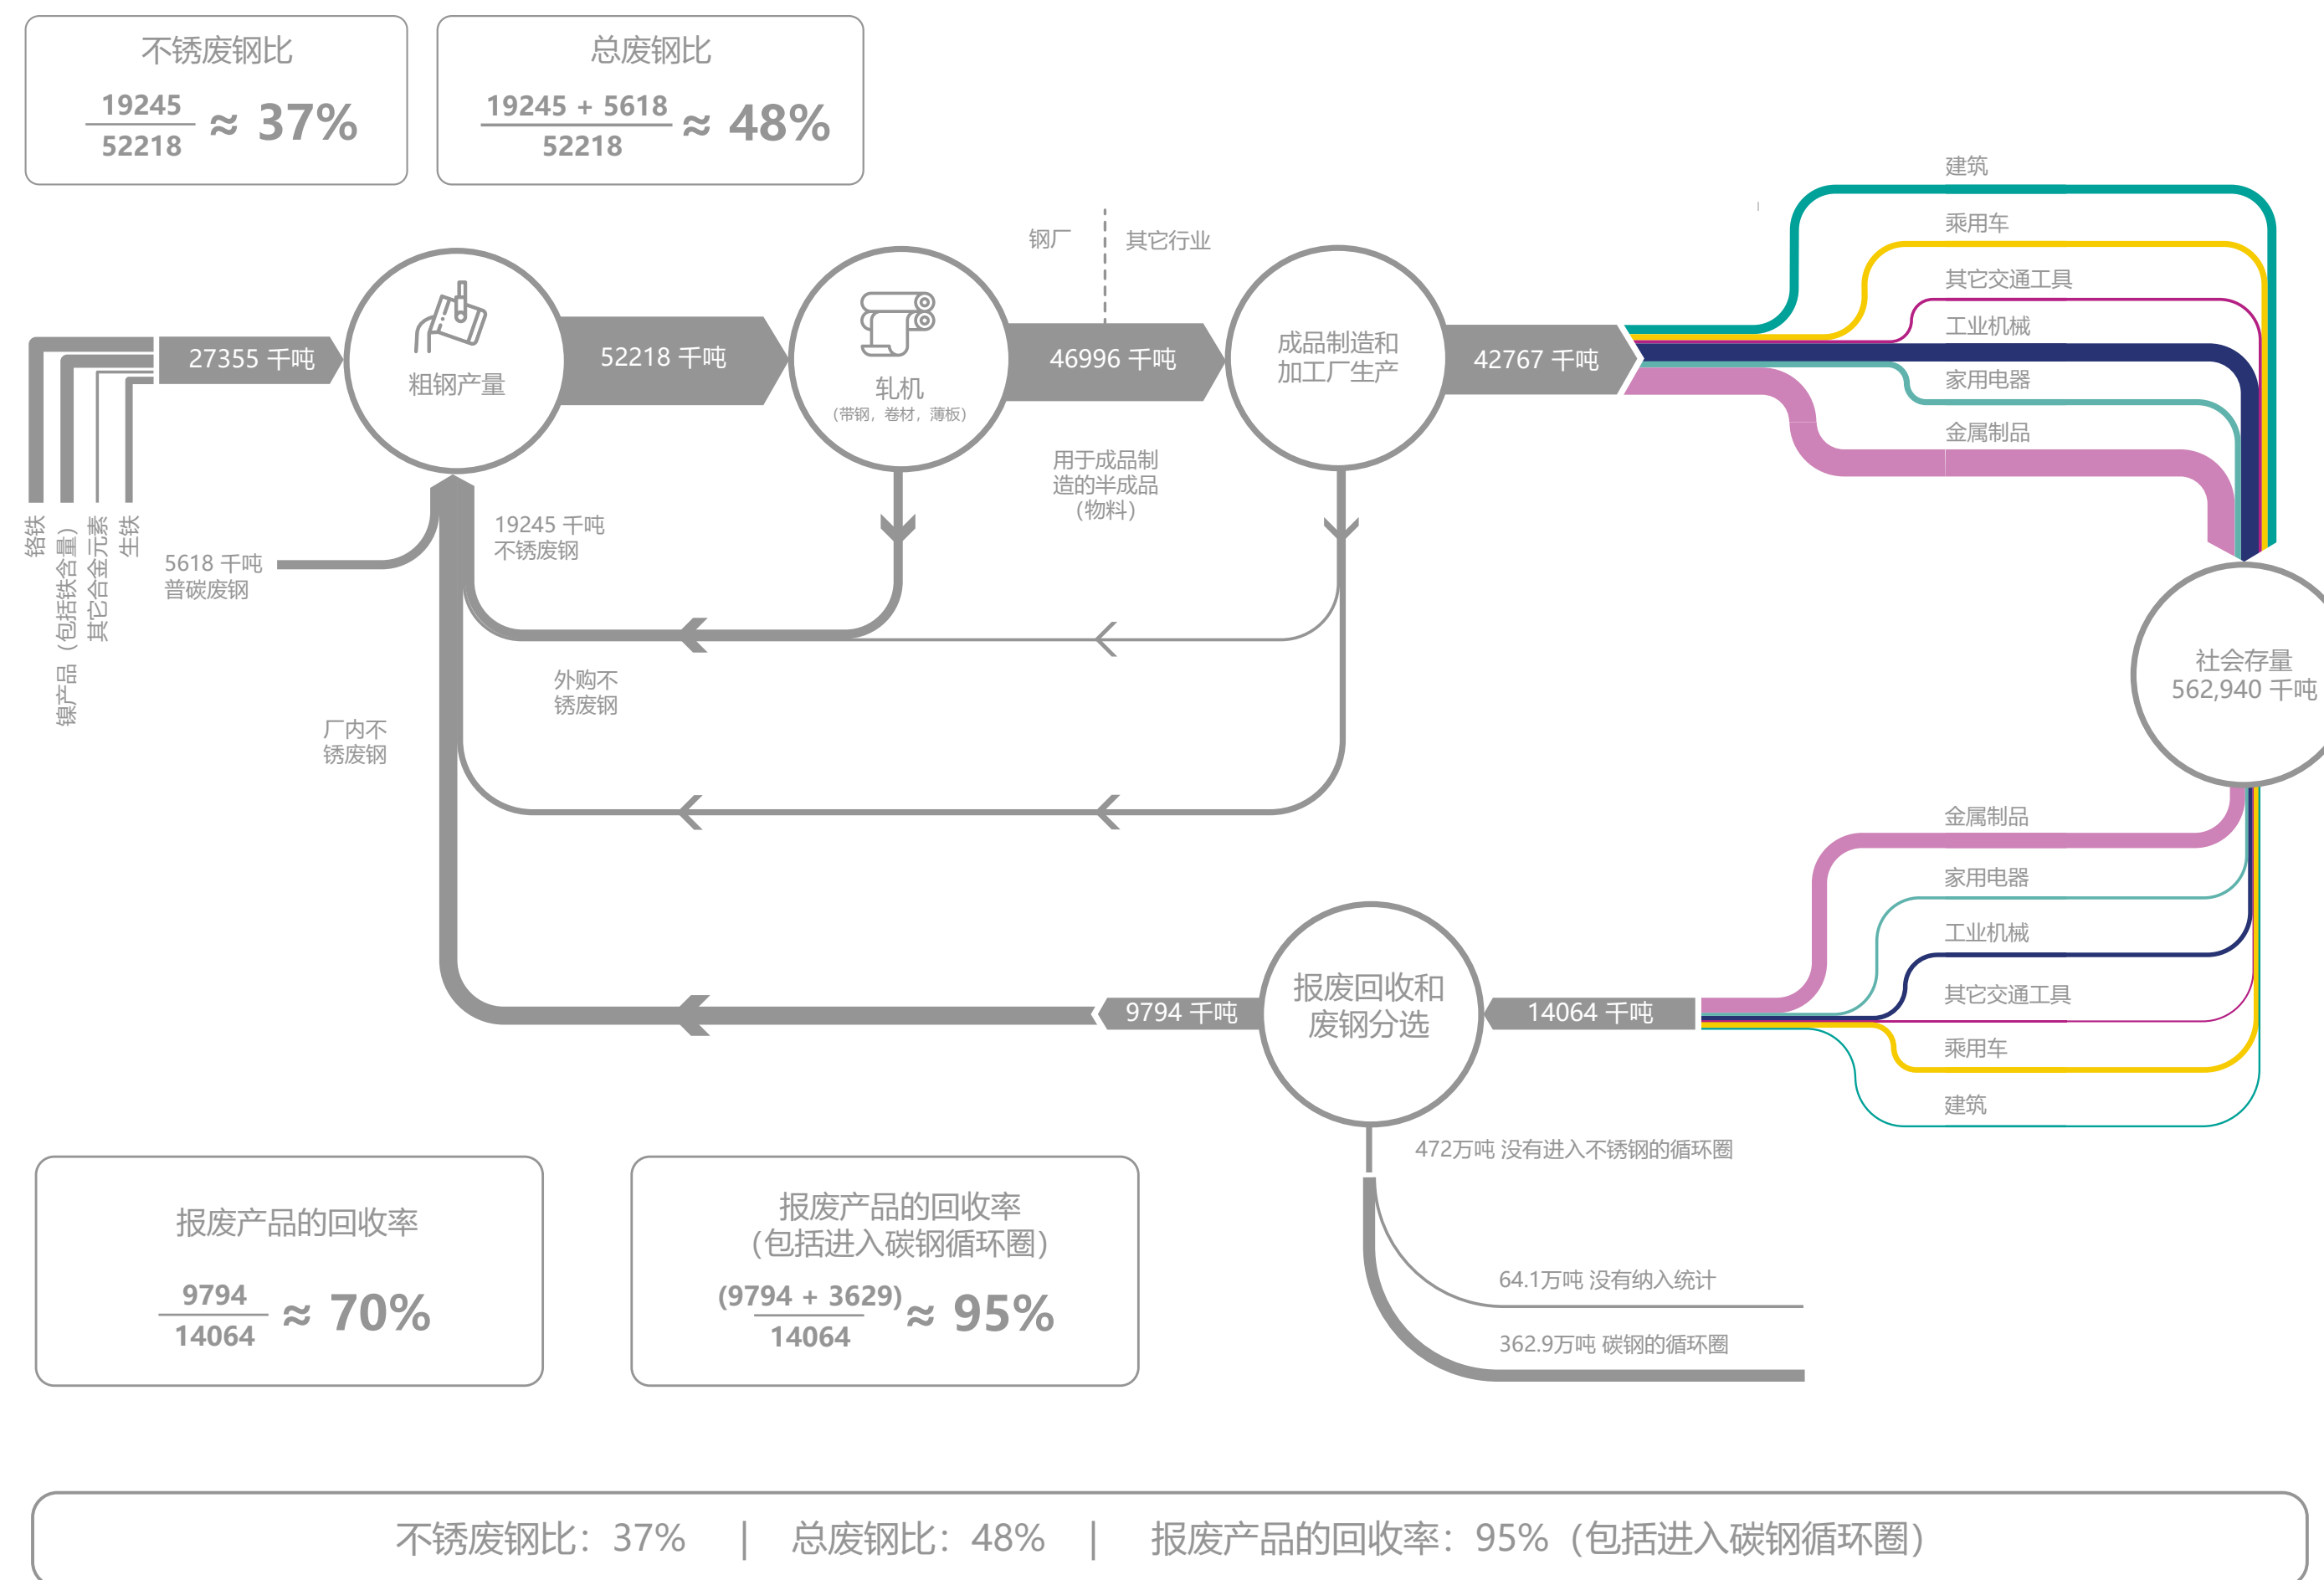 不锈废钢比
19245
52218
≈ 37%
总废钢比
19245 + 5618
52218
≈ 48%
钢厂
其它行业
27355 千吨
粗钢产量
52218 千吨
轧机
(带钢，卷材，薄板)
46996 千吨
成品制造和
加工厂生产
42767 千吨
建筑
乘用车
其它交通工具
工业机械
家用电器
金属制品
用于成品制
造的半成品
(物料)
铬铁
镍产品（包括铁含量）
其它合金元素
生铁
5618 千吨
普碳废钢
19245 千吨
不锈废钢
外购不
锈废钢
厂内不
锈废钢
社会存量
562,940 千吨
金属制品
家用电器
工业机械
其它交通工具
乘用车
建筑
9794 千吨
报废回收和
废钢分选
14064 千吨
472万吨 没有进入不锈钢的循环圈
64.1万吨 没有纳入统计
362.9万吨 碳钢的循环圈
报废产品的回收率
9794
14064
≈ 70%
报废产品的回收率
(包括进入碳钢循环圈)
(9794 + 3629)
14064
≈ 95%
不锈废钢比：37% | 总废钢比：48% | 报废产品的回收率：95%（包括进入碳钢循环圈）